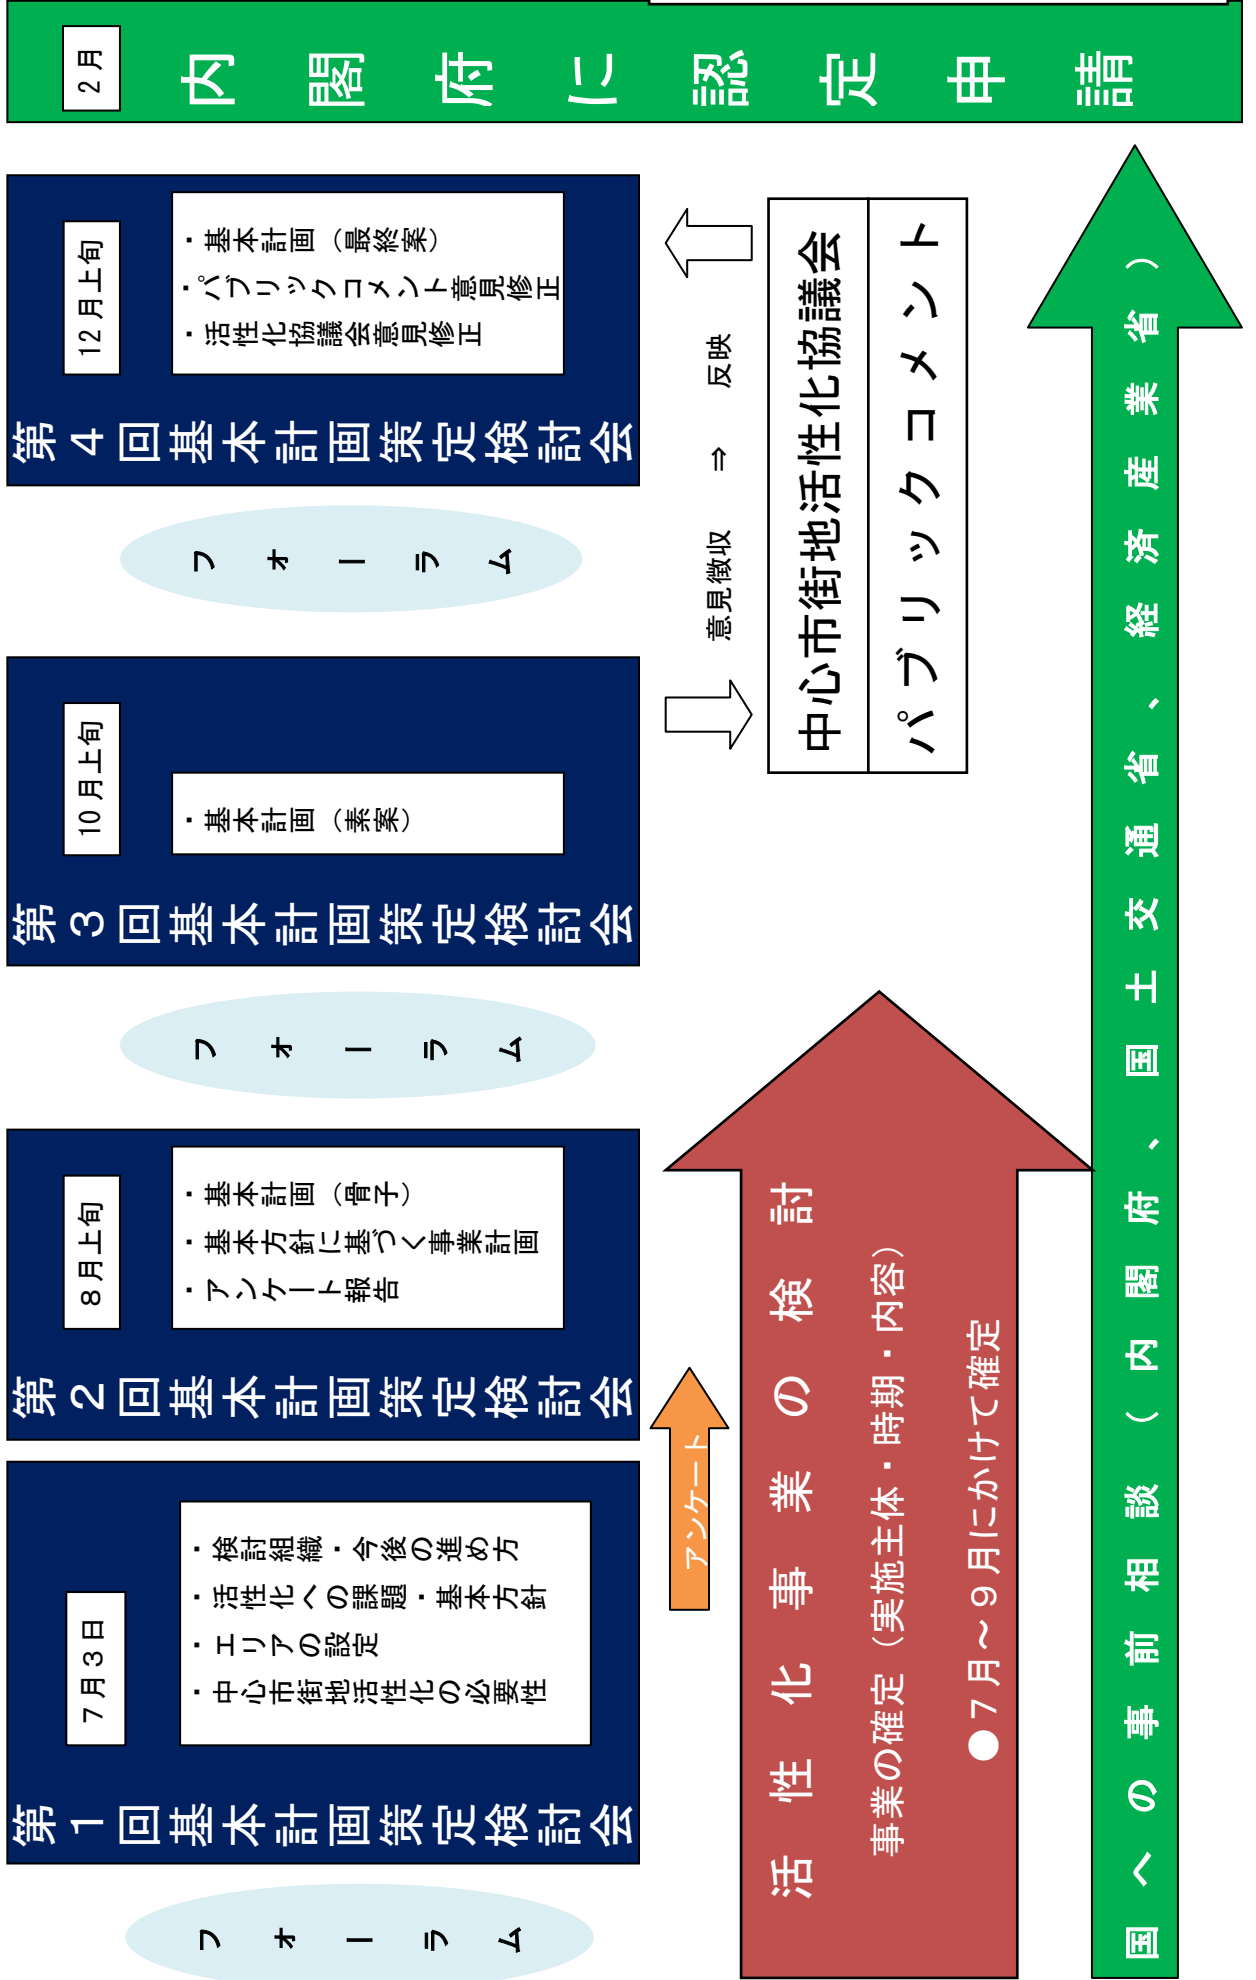 フォーラム
第１回基本計画策定検討会
７月３日
・検討組織・今後の進め方
・活性化への課題・基本方針
・エリアの設定
・中心市街地活性化の必要性
第２回基本計画策定検討会
８月上旬
・基本計画（骨子）
・基本方針に基づく事業計画
・アンケート報告
フォーラム
第３回基本計画策定検討会
10月上旬
・基本計画（素案）
フォーラム
第４回基本計画策定検討会
12月上旬
・基本計画（最終案）
・パブリックコメント意見修正
・活性化協議会意見修正
２月
内閣府に認定申請
アンケート
意見徴収　⇒　反映
中心市街地活性化協議会
パブリックコメント
活性化事業の検討
事業の確定（実施主体・時期・内容）
●７月～９月にかけて確定
国への事前相談（内閣府、国土交通省、経済産業省）